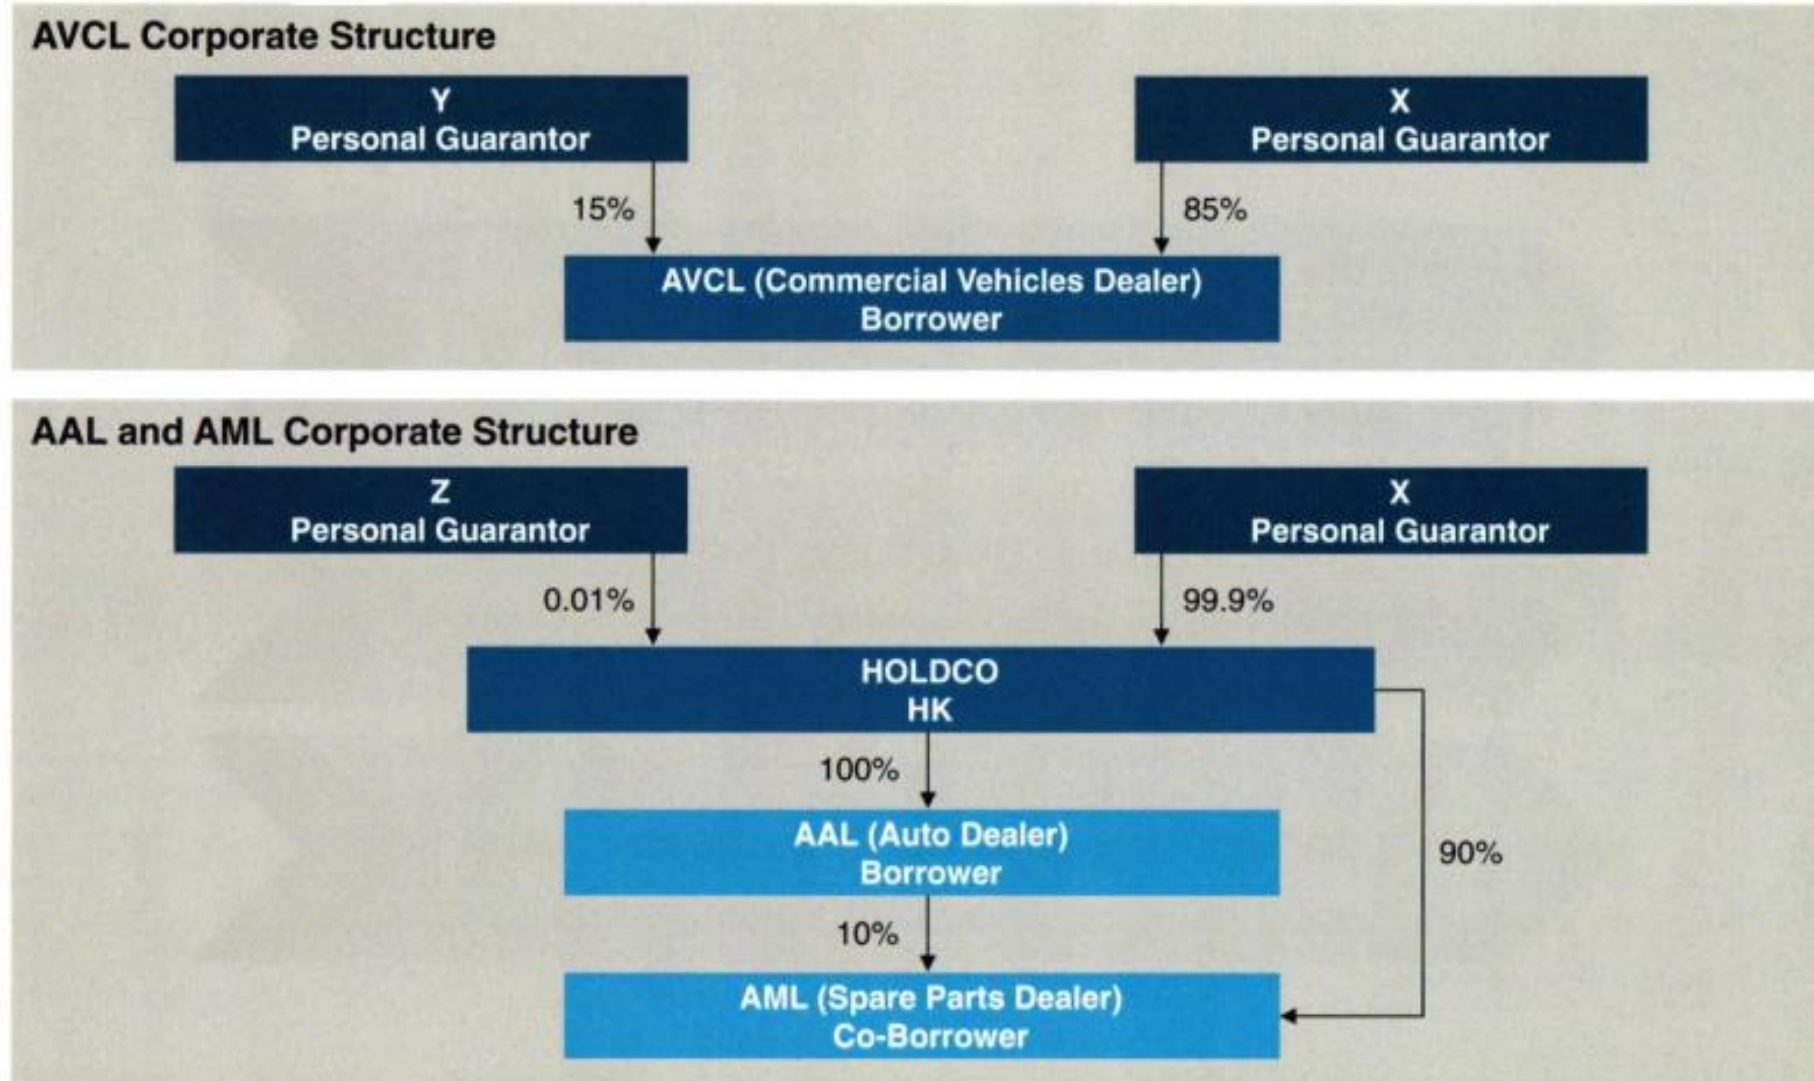 AVCL Corporate Structure
Y
Personal Guarantor
X
Personal Guarantor
15%
85%
AVCL (Commercial Vehicles Dealer)
Borrower
AAL and AML Corporate Structure
Z
Personal Guarantor
X
Personal Guarantor
0.01%
99.9%
HOLDCO
HK
100%
AAL (Auto Dealer)
Borrower
90%
10%
AML (Spare Parts Dealer)
Co-Borrower